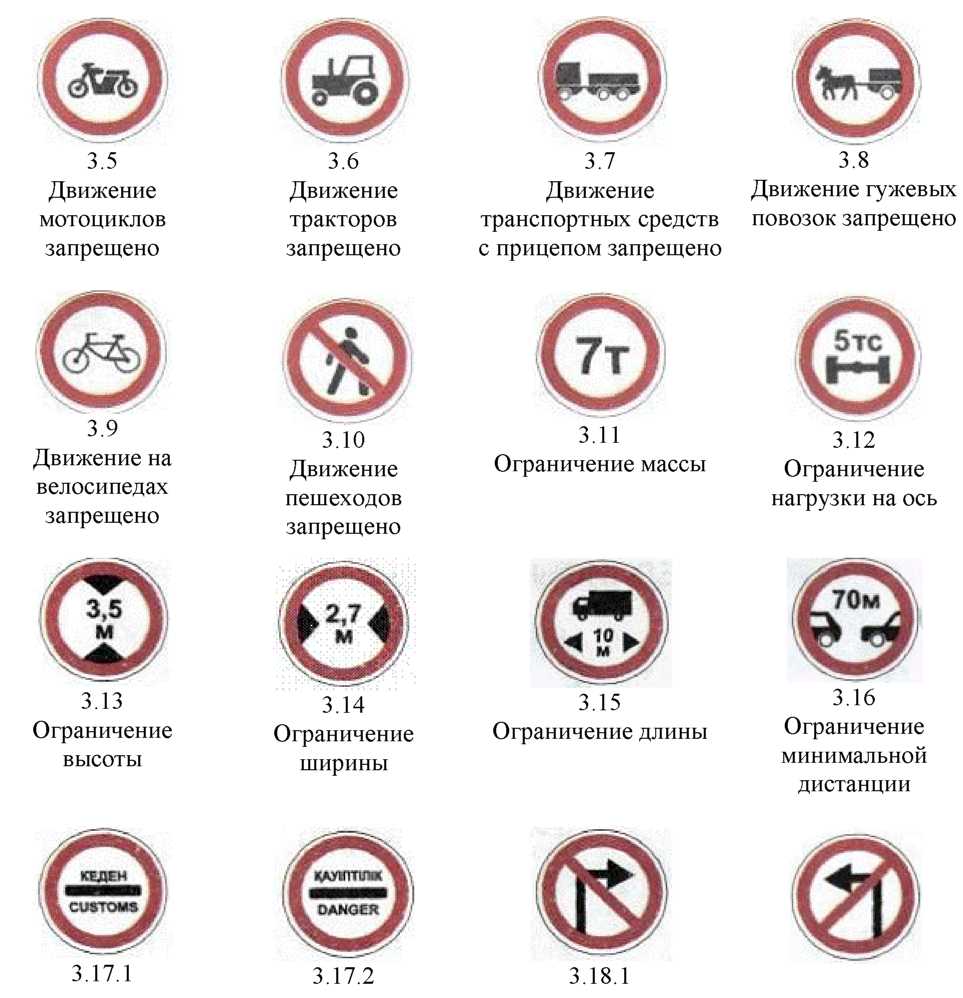 3.5
Движение
мотоциклов
запрещено
3.6
Движение
тракторов
запрещено
3.7
Движение
транспортных средств
с прицепом запрещено
3.8
Движение гужевых
повозок запрещено
3.9
Движение на
велосипедах
запрещено
3.10
Движение
пешеходов
запрещено
7т
3.11
Ограничение массы
5тс
3.12
Ограничение
нагрузки на ось
3,5
м
3.13
Ограничение
высоты
2,7
м
3.14
Ограничение
ширины
10
м
3.15
Ограничение длины
70м
3.16
Ограничение
минимальной
дистанции
КЕДЕН
CUSTOMS
3.17.1
ҚАУІПТІЛІК
DANGER
3.17.2
3.18.1